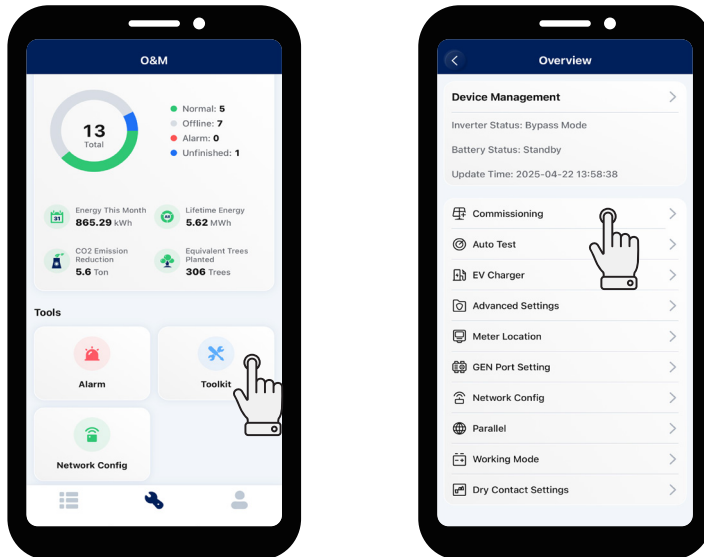 O&M
13
Total
Normal: 5
Offline: 7
Alarm: 0
Unfinished: 1
31
Energy This Month
865.29 kWh
Lifetime Energy
5.62 MWh
CO2 Emission
Reduction
5.6 Ton
Equivalent Trees
Planted
306 Trees
Tools
Alarm
Toolkit
Network Config
Overview
Device Management
Inverter Status: Bypass Mode
Battery Status: Standby
Update Time: 2025-04-22 13:58:38
Commissioning
Auto Test
EV Charger
Advanced Settings
Meter Location
GEN Port Setting
Network Config
Parallel
Working Mode
Dry Contact Settings